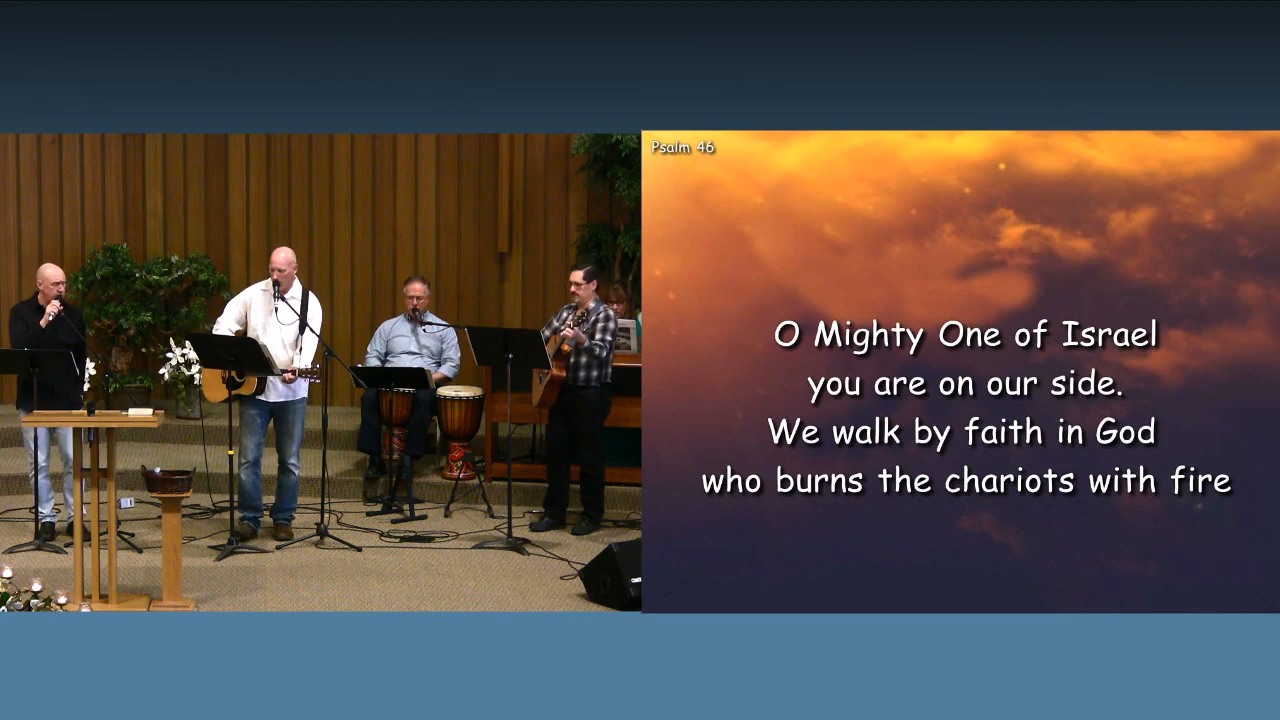 Psalm 46
O Mighty One of Israel
you are on our side.
We walk by faith in God
who burns the chariots with fire